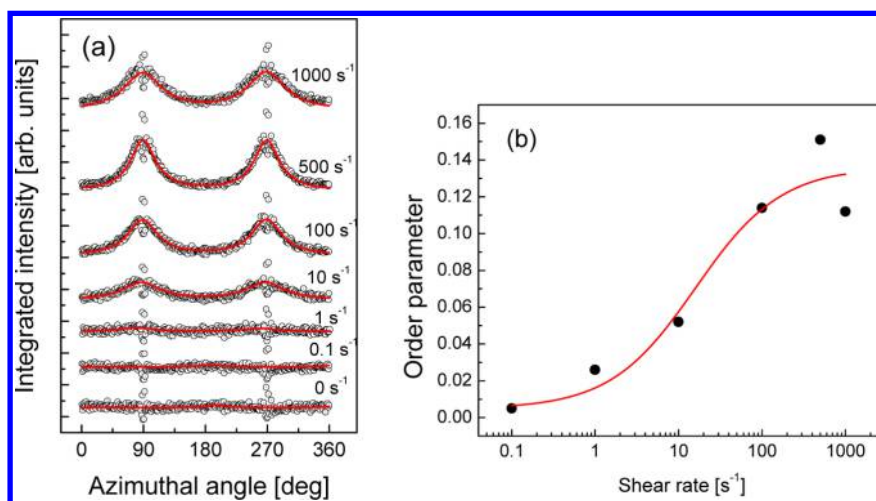 (a)
Integrated intensity [arb. units]
1000 s⁻¹
500 s⁻¹
100 s⁻¹
10 s⁻¹
1 s⁻¹
0.1 s⁻¹
0 s⁻¹
0 90 180 270 360
Azimuthal angle [deg]
(b)
Order parameter
0.16
0.14
0.12
0.10
0.08
0.06
0.04
0.02
0.00
0.1 1 10 100 1000
Shear rate [s⁻¹]